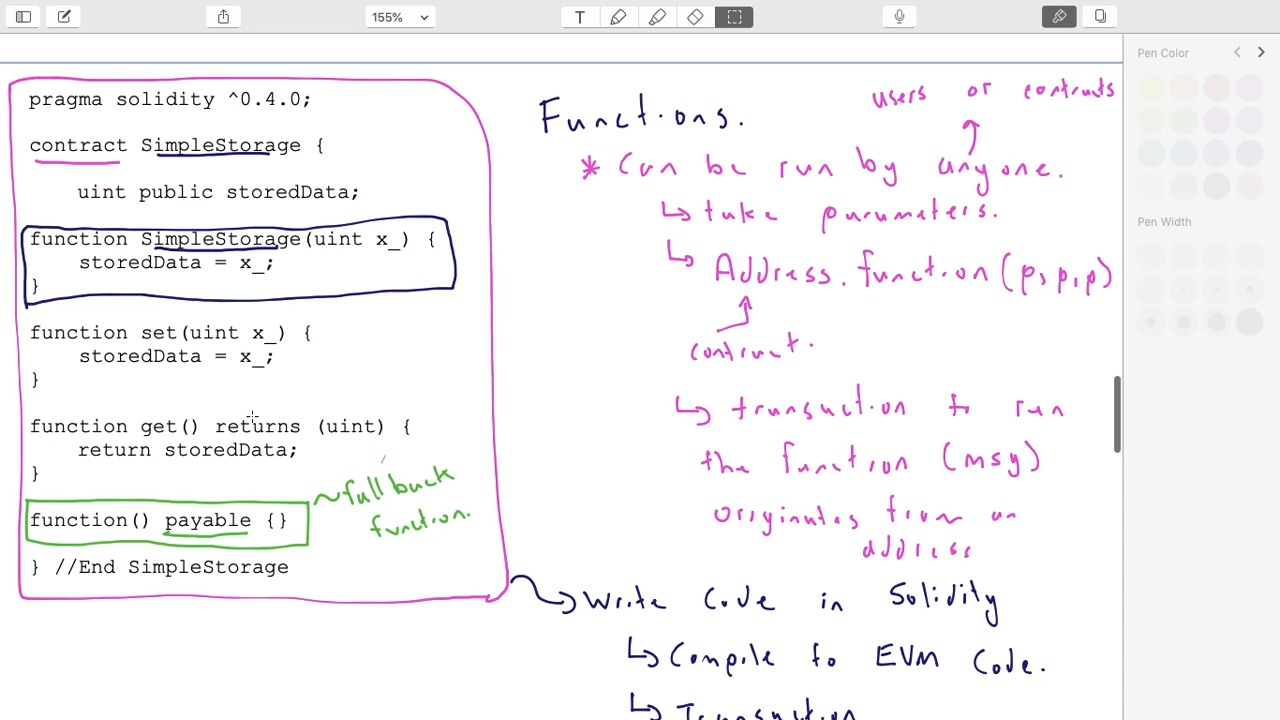 155%
T
Pen Color
Pen Width
pragma solidity ^0.4.0;
contract SimpleStorage {
uint public storedData;
function SimpleStorage(uint x_) {
storedData = x_;
}
function set(uint x_) {
storedData = x_;
}
function get() returns (uint) {
return storedData;
}
function() payable {}
} //End SimpleStorage
~fallback
function.
users or contracts
Functions.
* Can be run by anyone.
↳ take parameters.
↳ Address.function(p,p,p)
contract.
↳ transaction to run
the function (msg)
originates from an
address
Write Code in Solidity
↳ Compile to EVM Code.
↳ Transaction